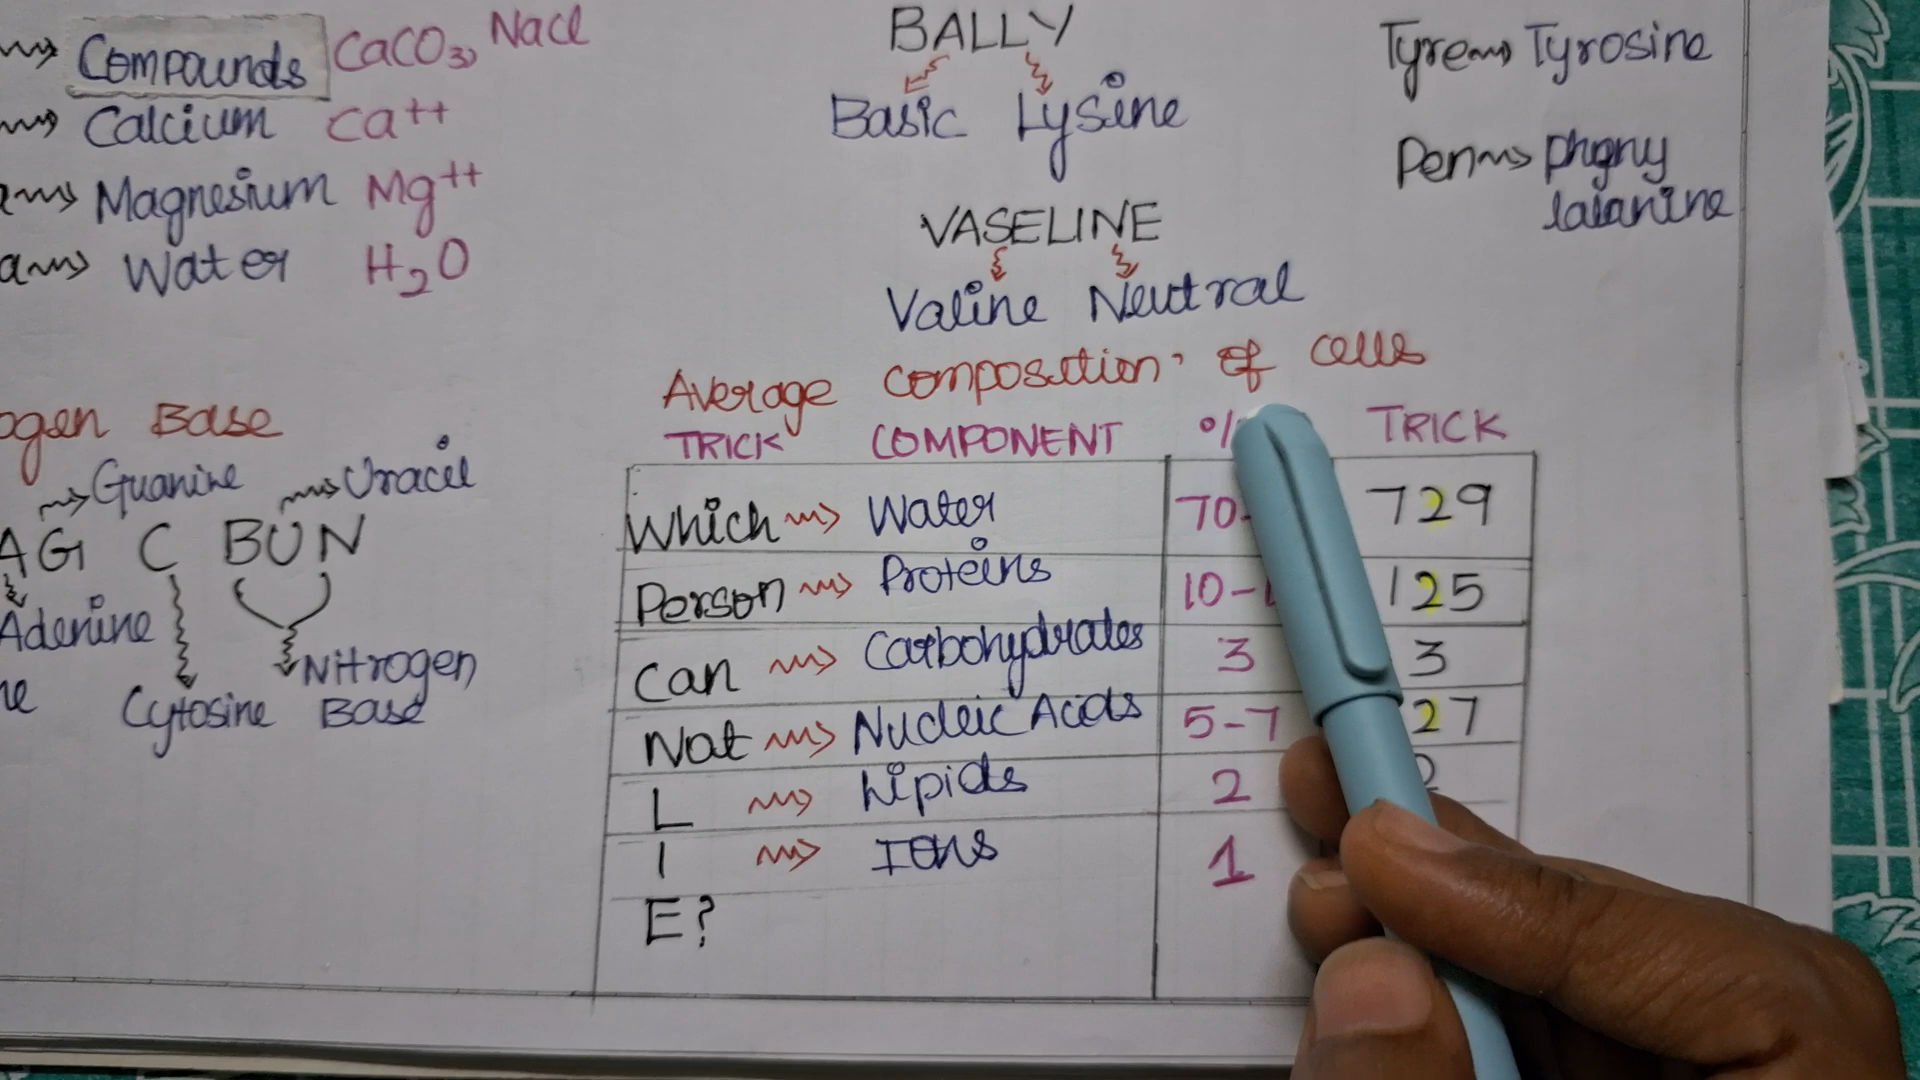 Compounds CaCO3, Nacl
Calcium Ca++
Magnesium Mg++
Water H2O
BALLY
Basic Lysine
VASELINE
Valine Neutral
Tyre Tyrosine
Pen
lalanine
ogen Base
Guanine Uracil
AG C BUN
Adenine
Nitrogen
Cytosine Base
Average composition of cells
TRICK COMPONENT % TRICK
Which Water 70- 729
Person Proteins 10-1 125
Can Carbohydrates 3 3
Not Nucleic Acids 5-7 27
L Lipids 2 2
I Ions 1
E?